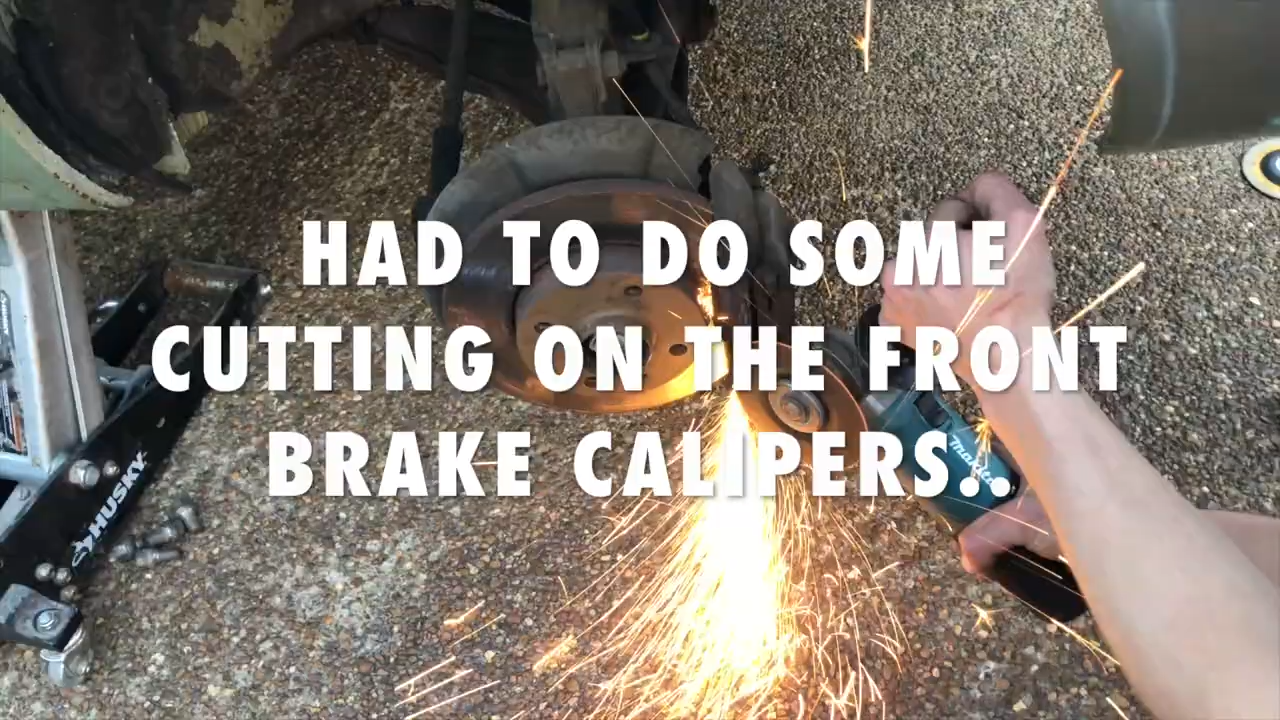 HAD TO DO SOME
CUTTING ON THE FRONT
BRAKE CALIPERS..
HUSKY
Makita